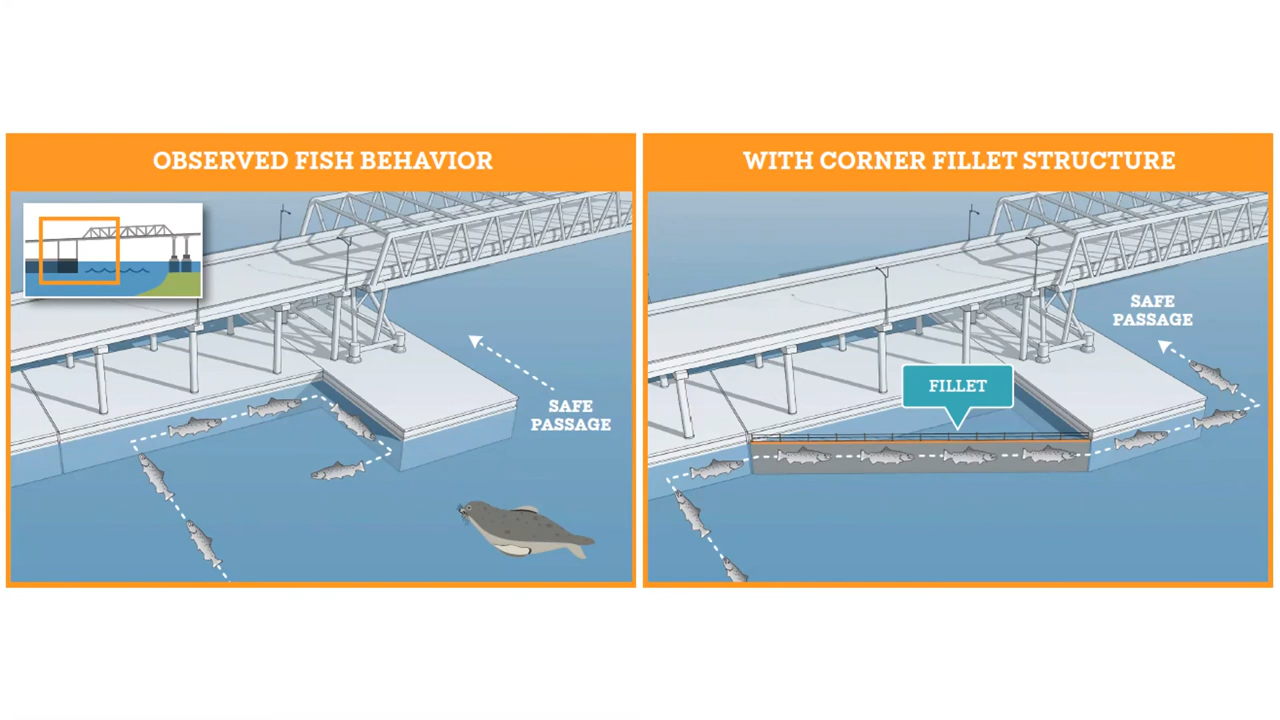 OBSERVED FISH BEHAVIOR
SAFE
PASSAGE
WITH CORNER FILLET STRUCTURE
SAFE
PASSAGE
FILLET